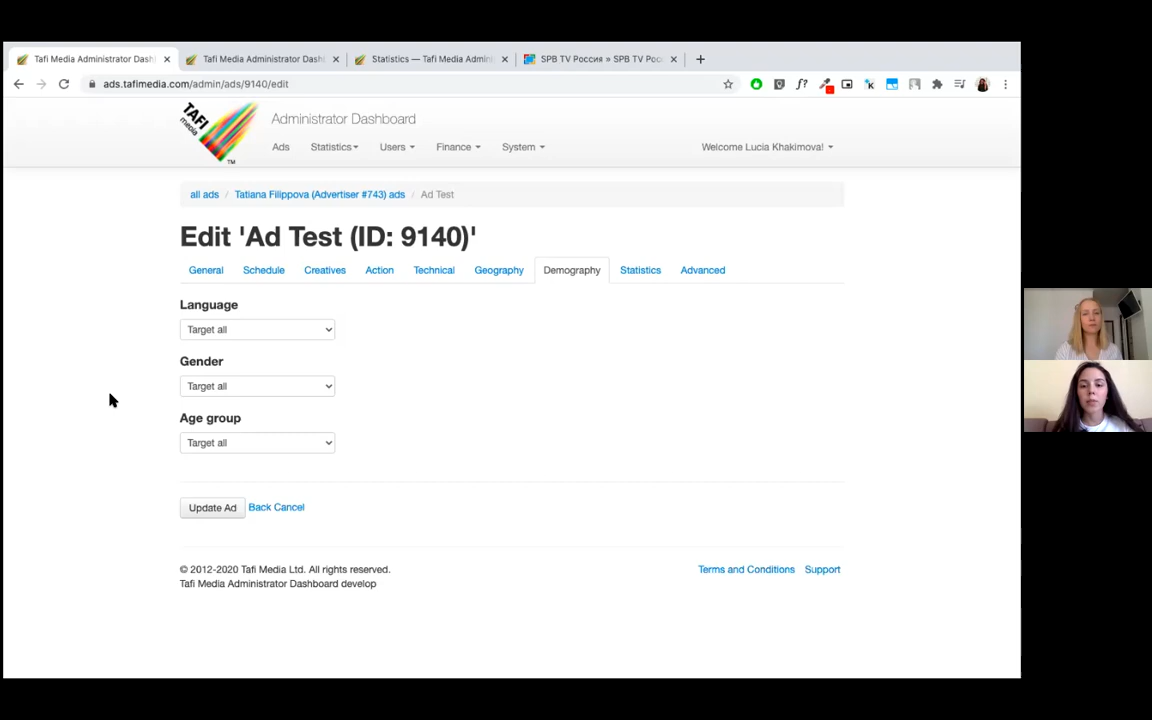 Tafi Media Administrator Dash
Tafi Media Administrator Dash
Statistics — Tafi Media Admin
SPB TV Россия » SPB TV Рос
ads.tafimedia.com/admin/ads/9140/edit
TAFI
media
TM
Administrator Dashboard
Ads Statistics Users Finance System Welcome Lucia Khakimova!
all ads / Tatiana Filippova (Advertiser #743) ads / Ad Test
Edit 'Ad Test (ID: 9140)'
General Schedule Creatives Action Technical Geography Demography Statistics Advanced
Language
Target all
Gender
Target all
Age group
Target all
Update Ad Back Cancel
© 2012-2020 Tafi Media Ltd. All rights reserved. Terms and Conditions Support
Tafi Media Administrator Dashboard develop